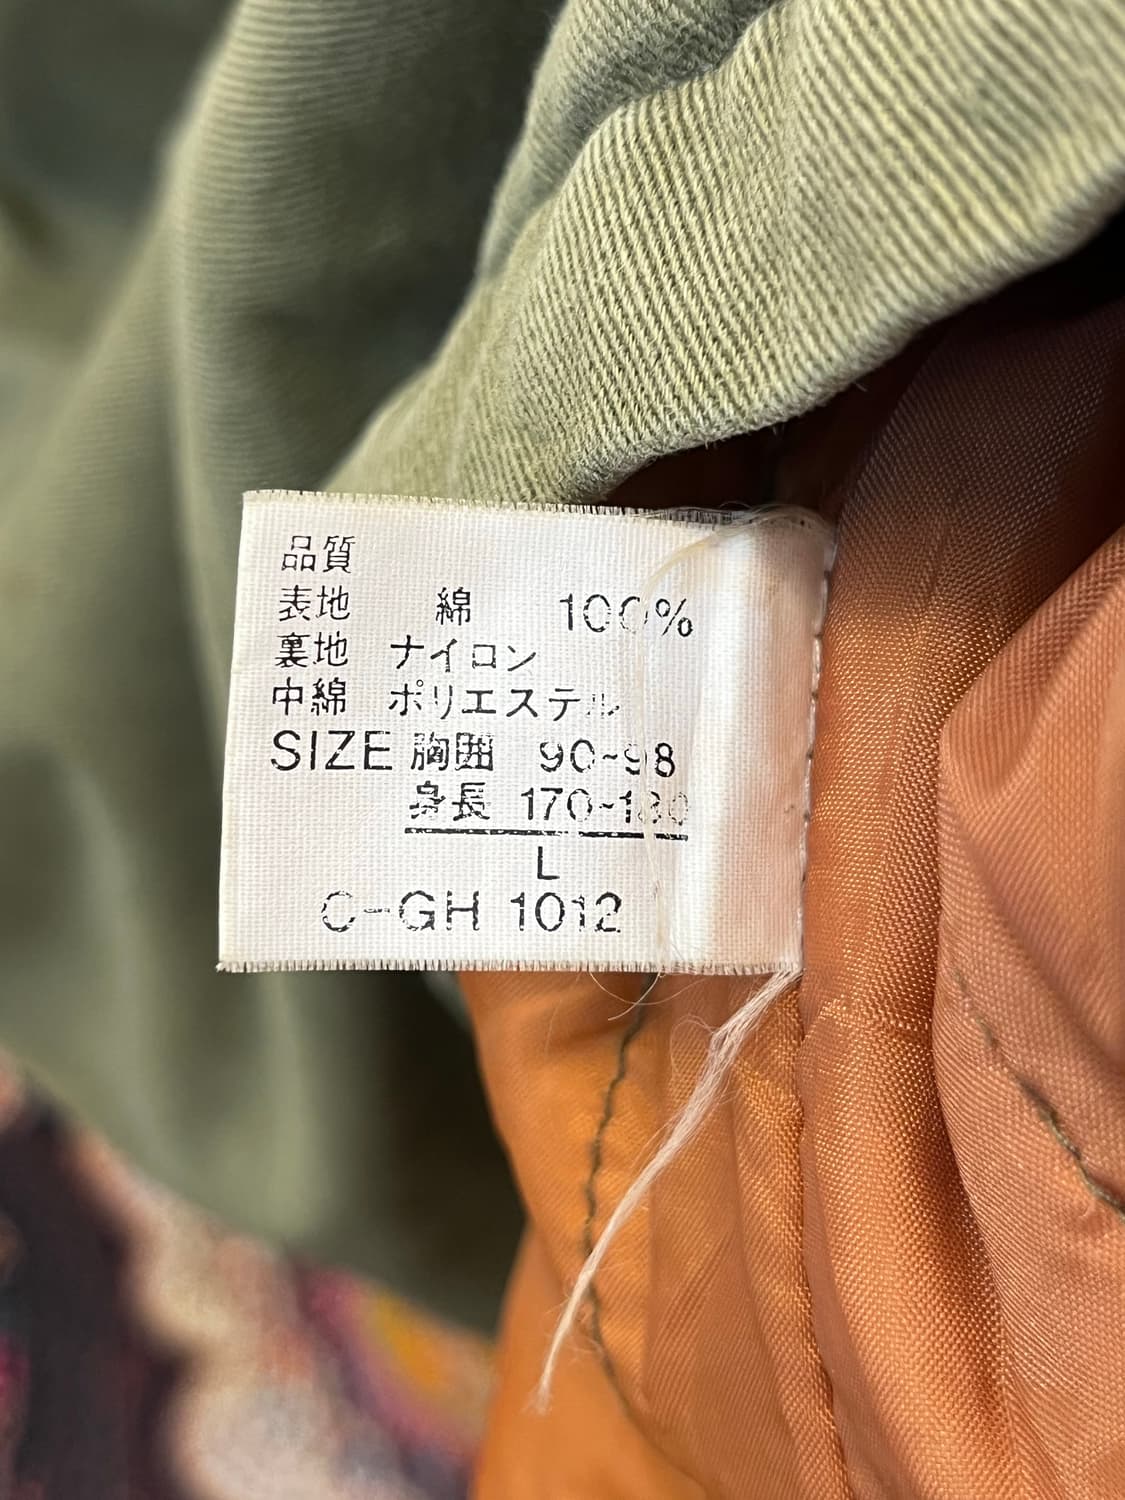 品質
表地 綿 100%
裏地 ナイロン
中綿 ポリエステル
SIZE 胸囲 90~98
身長 170~180
L
C-GH 1012